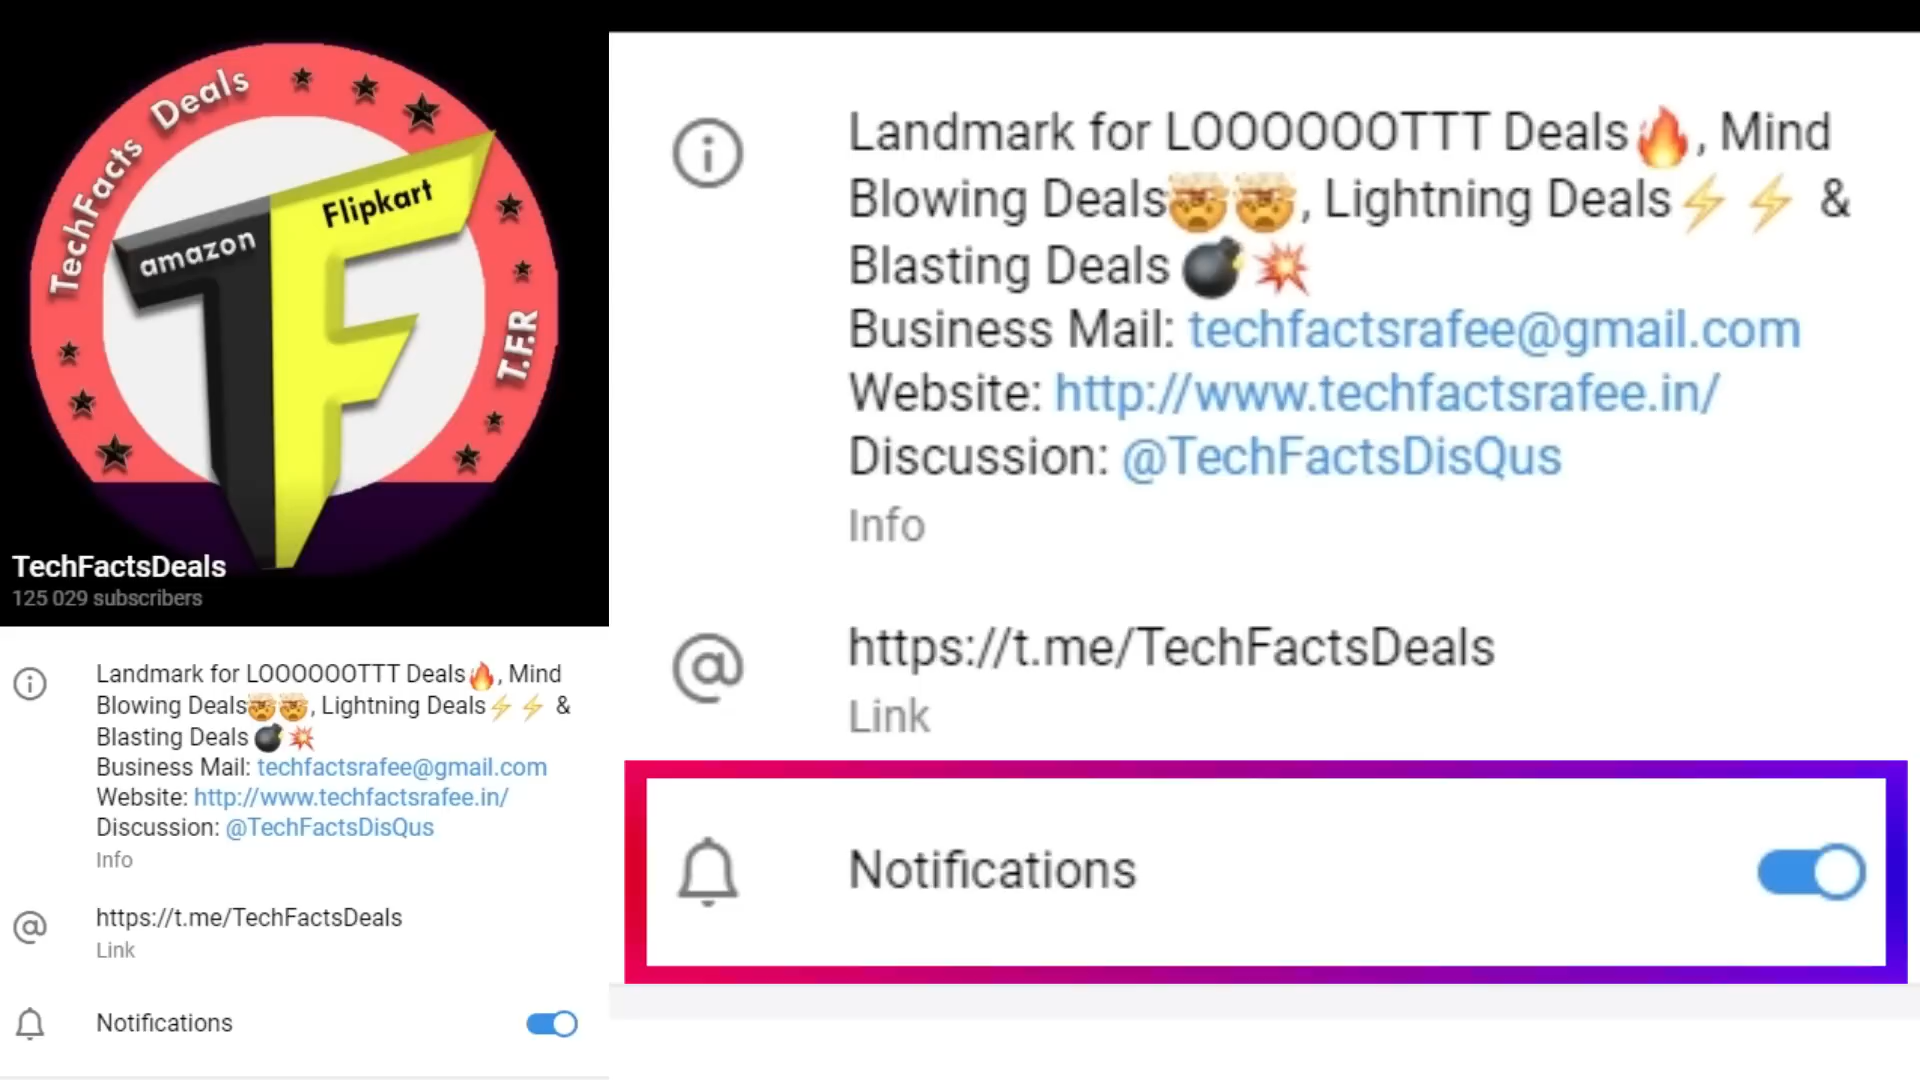 TechFacts Deals
T.F.R
amazon
Flipkart
TechFactsDeals
125 029 subscribers
Landmark for LOOOOOOTTT Deals🔥, Mind
Blowing Deals🤯🤯, Lightning Deals⚡⚡ &
Blasting Deals 💣💥
Business Mail: techfactsrafee@gmail.com
Website: http://www.techfactsrafee.in/
Discussion: @TechFactsDisQus
Info
https://t.me/TechFactsDeals
Link
Notifications
Landmark for LOOOOOOTTT Deals🔥, Mind
Blowing Deals🤯🤯, Lightning Deals⚡⚡ &
Blasting Deals 💣💥
Business Mail: techfactsrafee@gmail.com
Website: http://www.techfactsrafee.in/
Discussion: @TechFactsDisQus
Info
https://t.me/TechFactsDeals
Link
Notifications